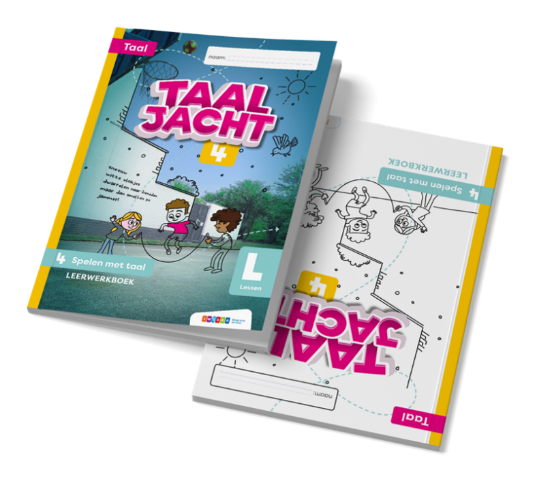 Taal
naam:
TAAL
JACHT
4
4 Spelen met taal
LEERWERKBOEK
L
Lessen
zwijsen
LEERWERKBOEK
4 Spelen met taal
4
TAAL
JACHT
naam:
Taal